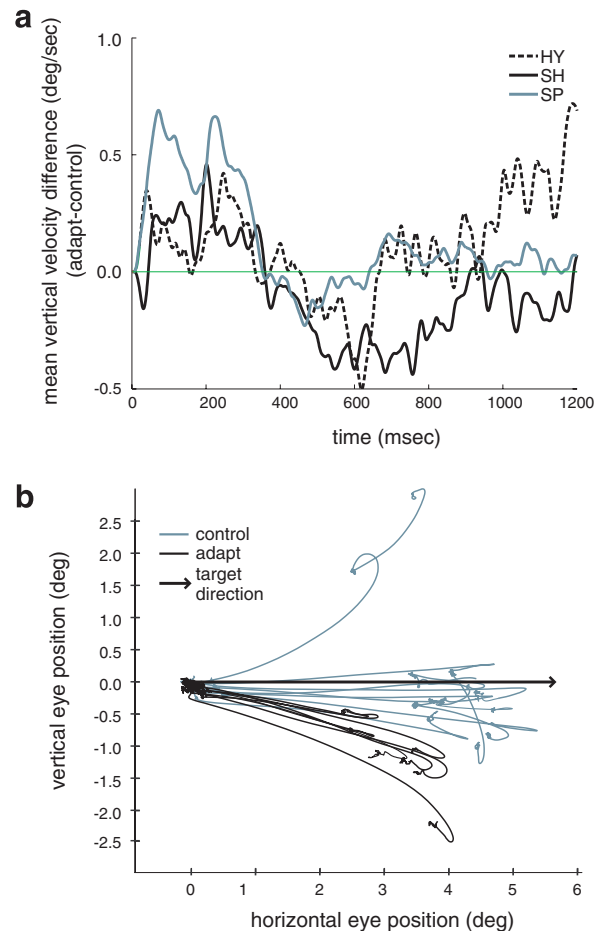 a
mean vertical velocity difference (deg/sec)
(adapt-control)
1.0
0.5
0.0
-0.5
HY
SH
SP
0 200 400 600 800 1000 1200
time (msec)
b
vertical eye position (deg)
2.5
2.0
1.5
1.0
0.5
0.0
-0.5
-1.0
-1.5
-2.0
-2.5
control
adapt
target
direction
0 1 2 3 4 5 6
horizontal eye position (deg)